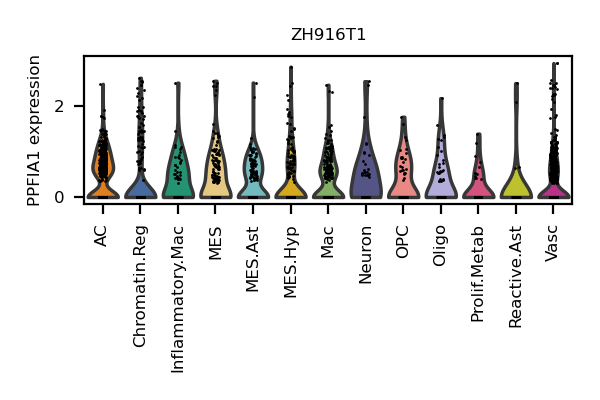 ZH916T1
PPFIA1 expression
2
0
AC
Chromatin.Reg
Inflammatory.Mac
MES
MES.Ast
MES.Hyp
Mac
Neuron
OPC
Oligo
Prolif.Metab
Reactive.Ast
Vasc